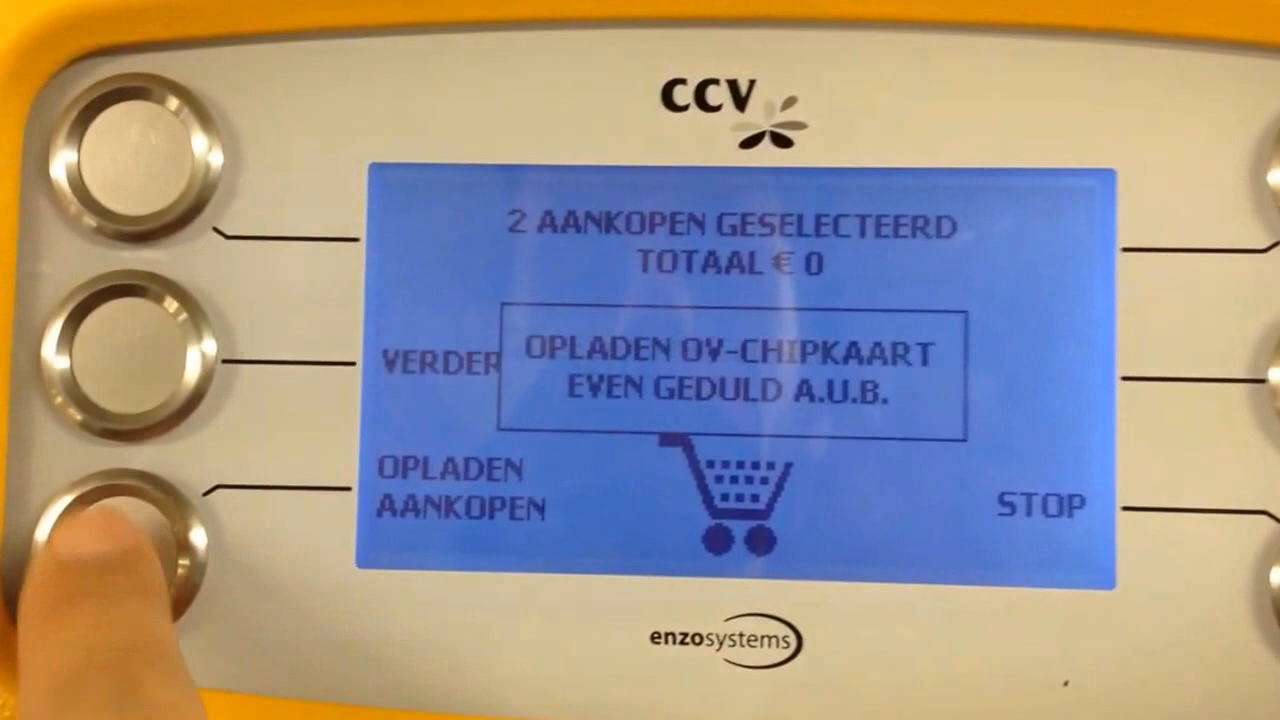 CCV
2 AANKOPEN GESELECTEERD
TOTAAL € 0
VERDER
OPLADEN OV-CHIPKAART
EVEN GEDULD A.U.B.
OPLADEN
AANKOPEN
STOP
enzosystems